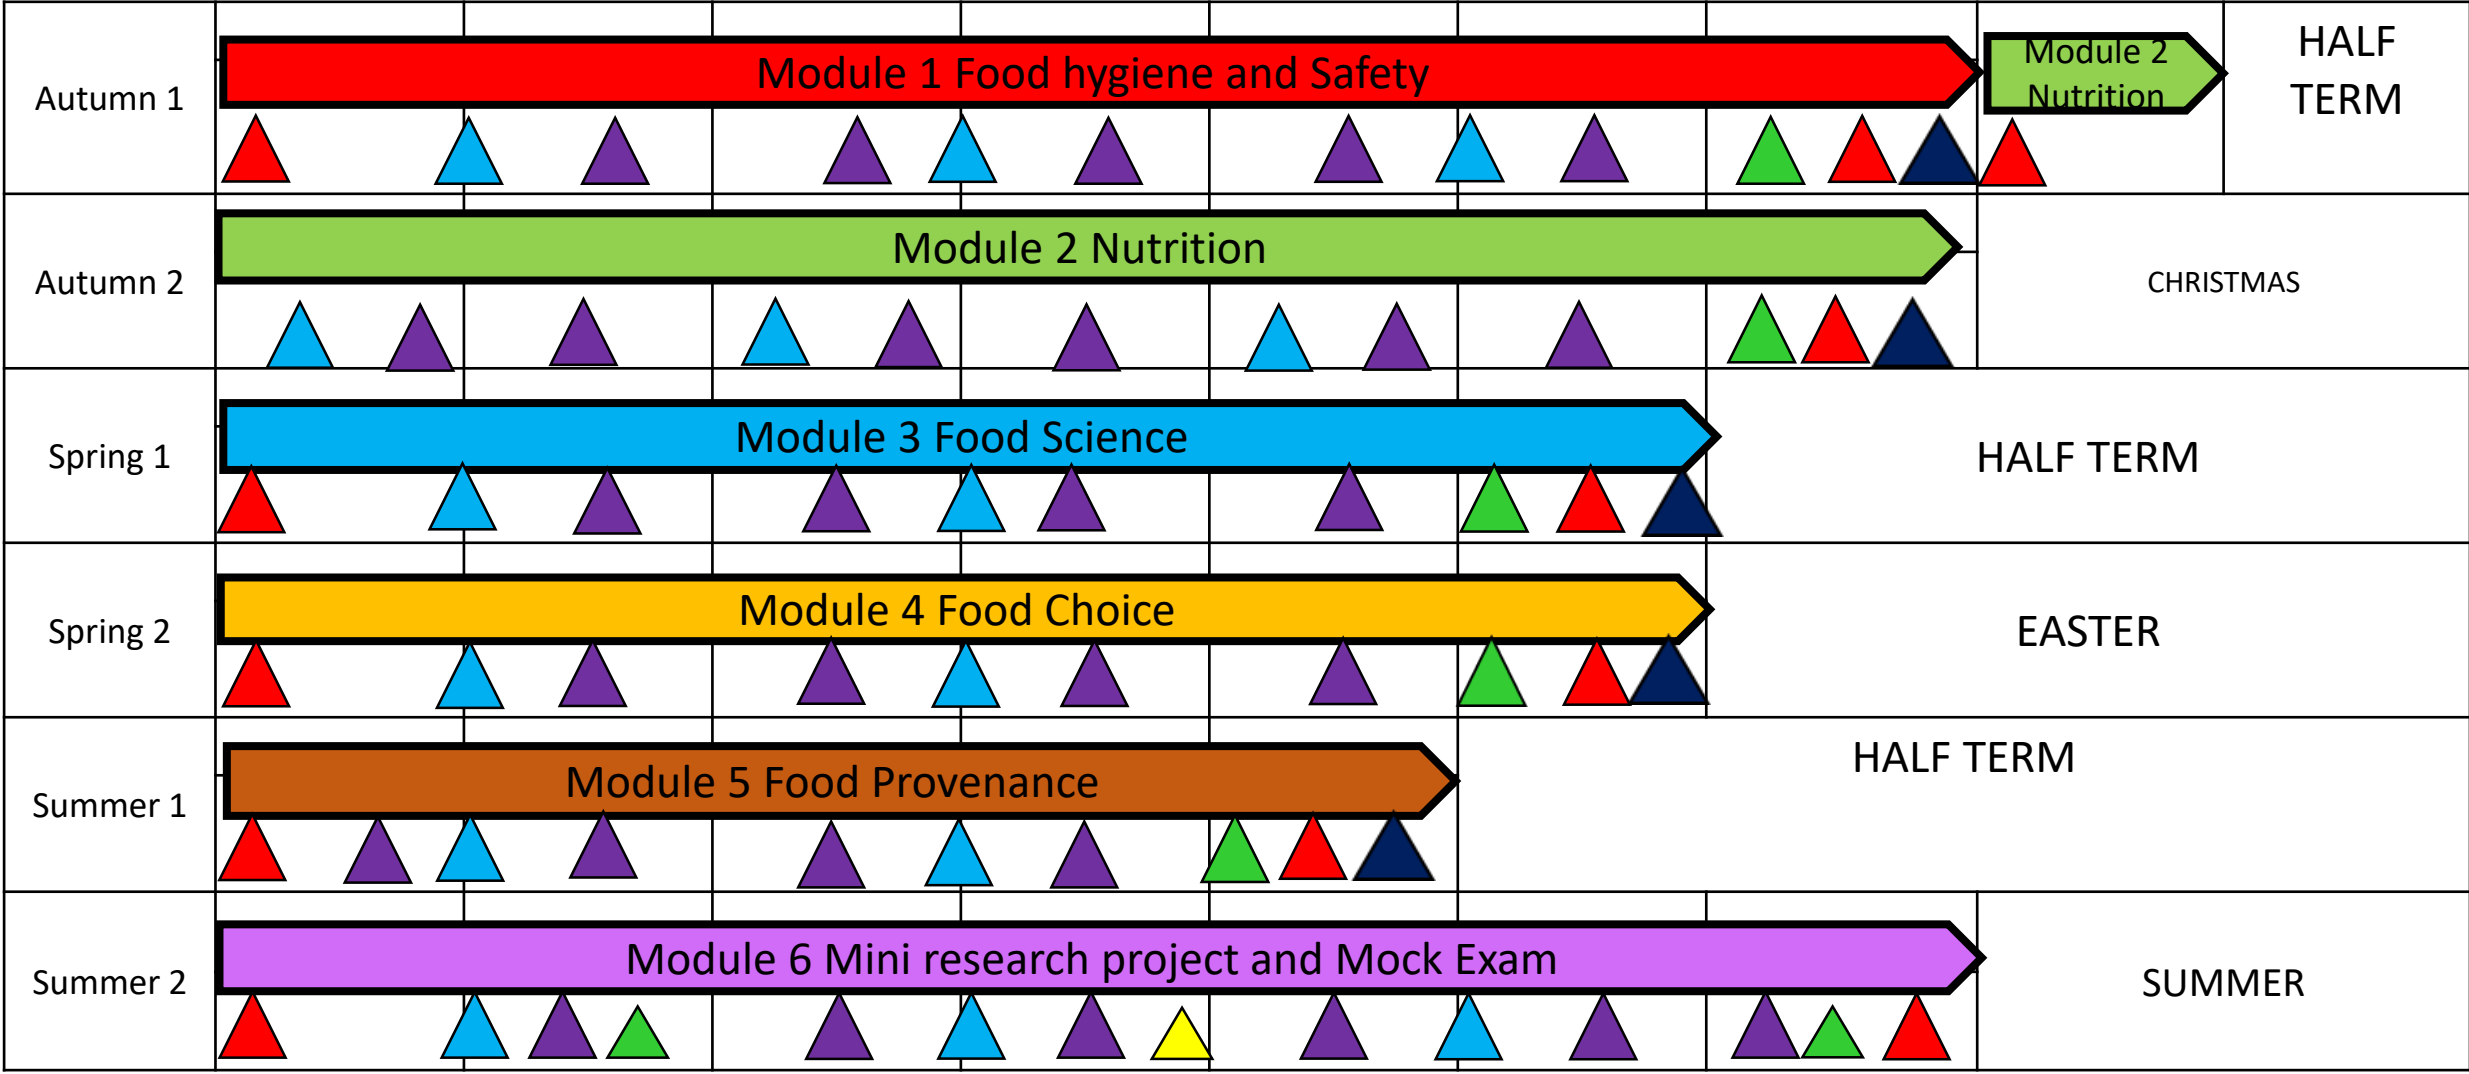 Autumn 1
Module 1 Food hygiene and Safety
Module 2
Nutrition
HALF
TERM
Autumn 2
Module 2 Nutrition
CHRISTMAS
Spring 1
Module 3 Food Science
HALF TERM
Spring 2
Module 4 Food Choice
EASTER
Summer 1
Module 5 Food Provenance
HALF TERM
Summer 2
Module 6 Mini research project and Mock Exam
SUMMER